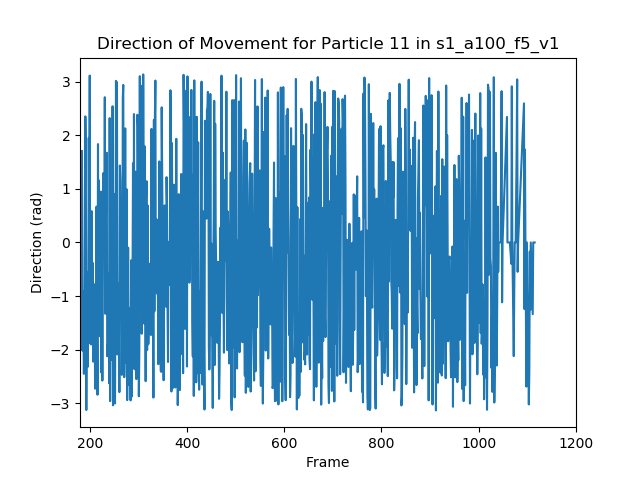 Direction of Movement for Particle 11 in s1_a100_f5_v1
3
2
1
0
−1
−2
−3
Direction (rad)
200 400 600 800 1000 1200
Frame